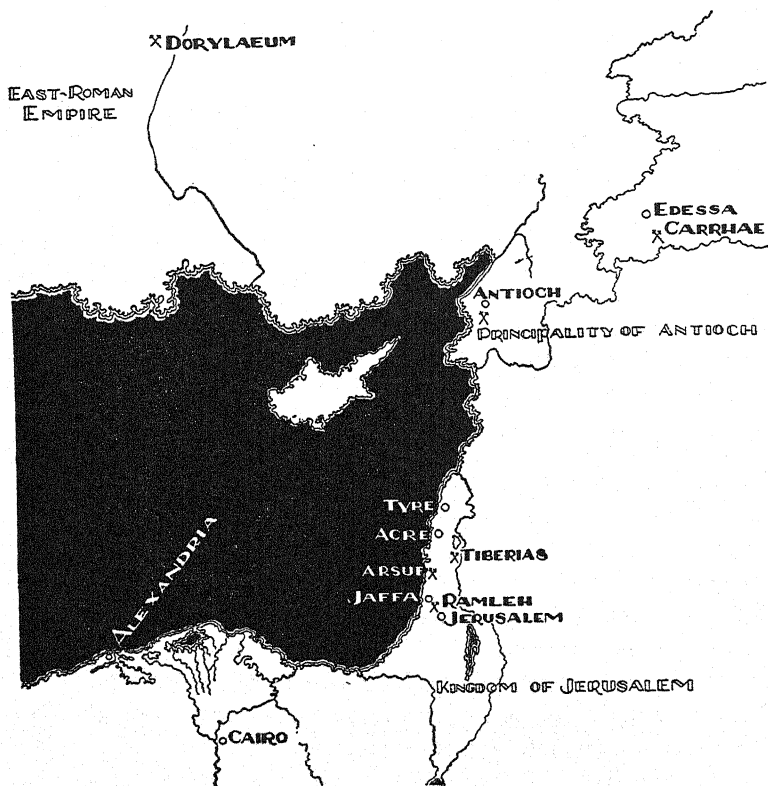 DORYLAEUM
EAST-ROMAN
EMPIRE
EDESSA
CARRHAE
ANTIOCH
PRINCIPALITY OF ANTIOCH
TYRE
ACRE
ALEXANDRIA
TIBERIAS
ARSUF
JAFFA
RAMLEH
JERUSALEM
KINGDOM OF JERUSALEM
CAIRO